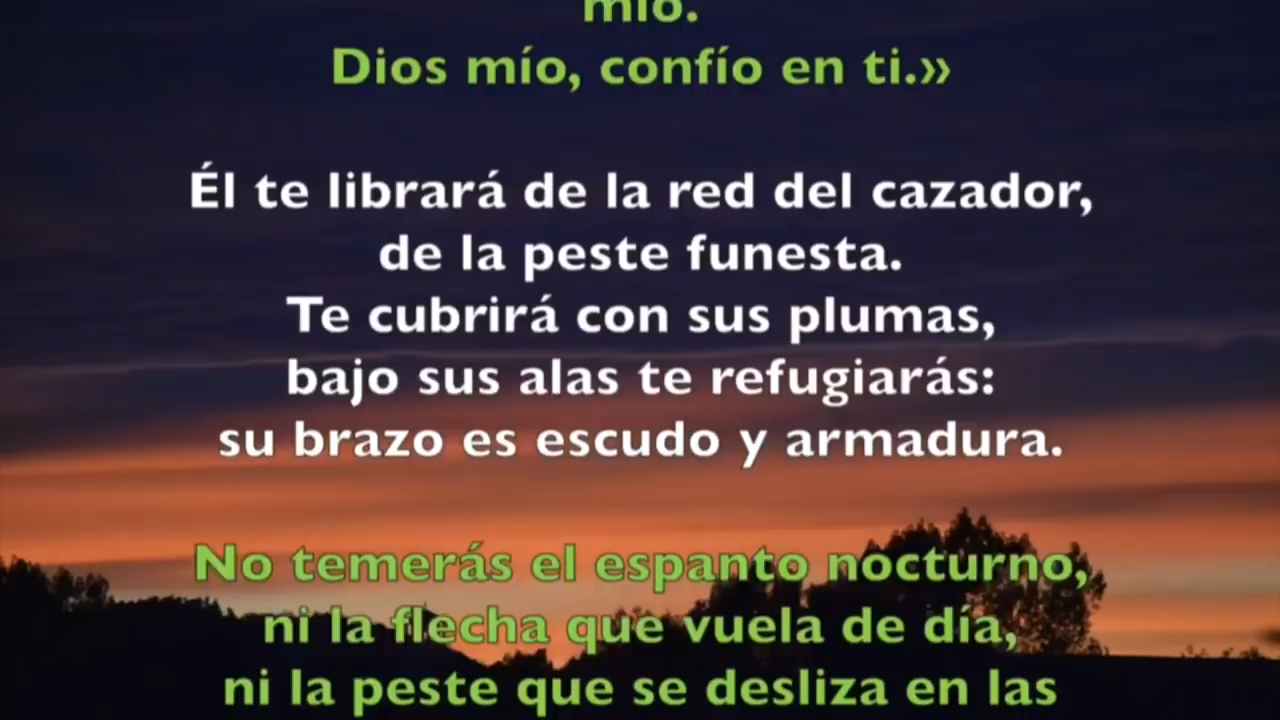 mío.
Dios mío, confío en ti.»
Él te librará de la red del cazador,
de la peste funesta.
Te cubrirá con sus plumas,
bajo sus alas te refugiarás:
su brazo es escudo y armadura.
No temerás el espanto nocturno,
ni la flecha que vuela de día,
ni la peste que se desliza en las